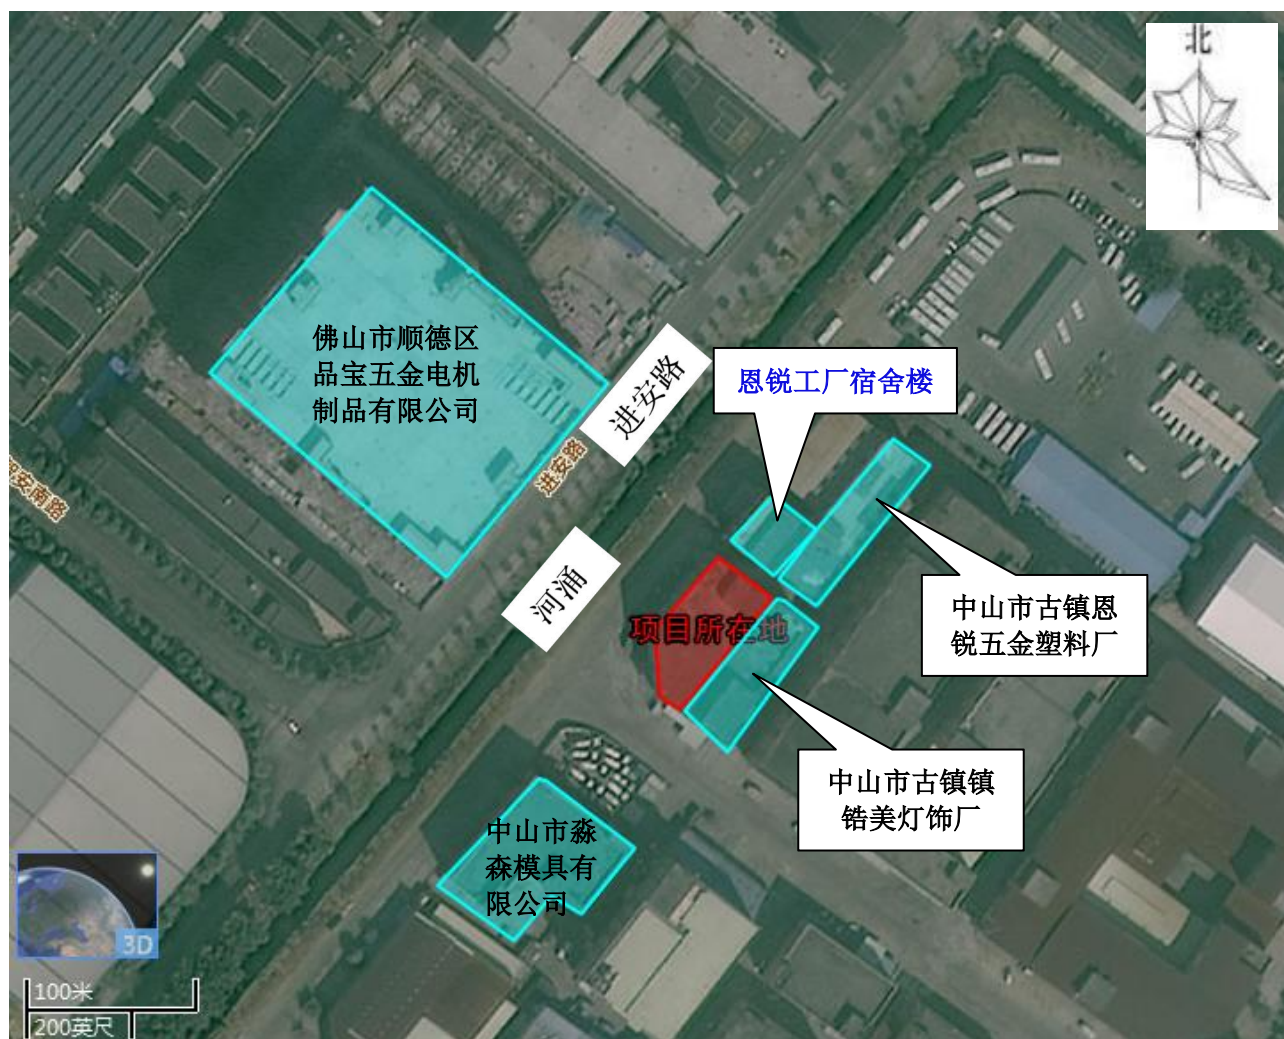 北
佛山市顺德区
品宝五金电机
制品有限公司
进安路
恩锐工厂宿舍楼
进安路
安南路
河涌
中山市古镇恩
锐五金塑料厂
项目所在地
中山市古镇镇
锆美灯饰厂
中山市淼
森模具有
限公司
3D
100米
200英尺